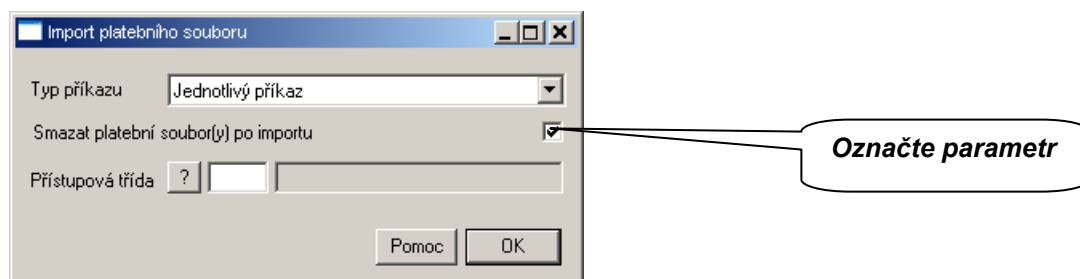 Import platebního souboru
Typ příkazu Jednotlivý příkaz
Smazat platební soubor(y) po importu
Označte parametr
Přístupová třída ?
Pomoc OK